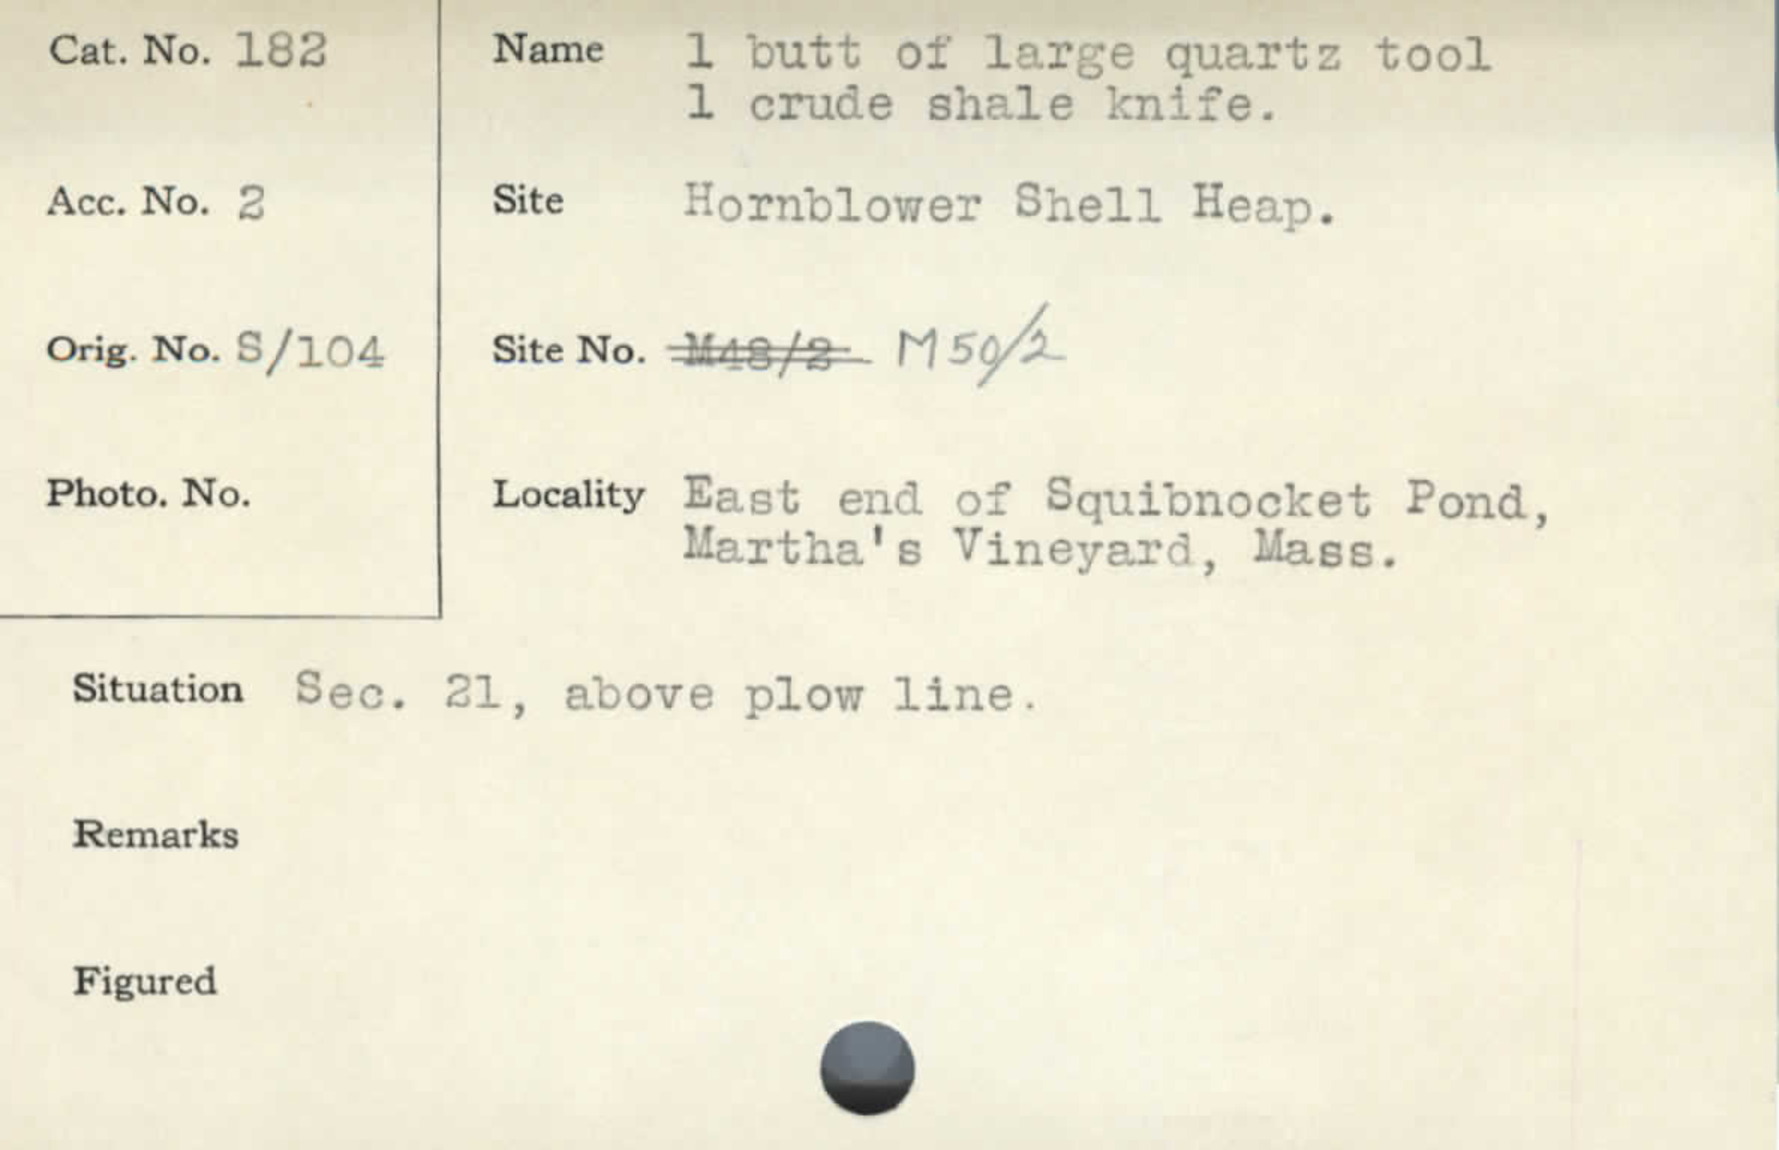 Cat. No. 182
Name 1 butt of large quartz tool
1 crude shale knife.
Acc. No. 2
Site Hornblower Shell Heap.
Orig. No. S/104
Site No. M48/2 M50/2
Photo. No.
Locality East end of Squibnocket Pond,
Martha's Vineyard, Mass.
Situation Sec. 21, above plow line.
Remarks
Figured